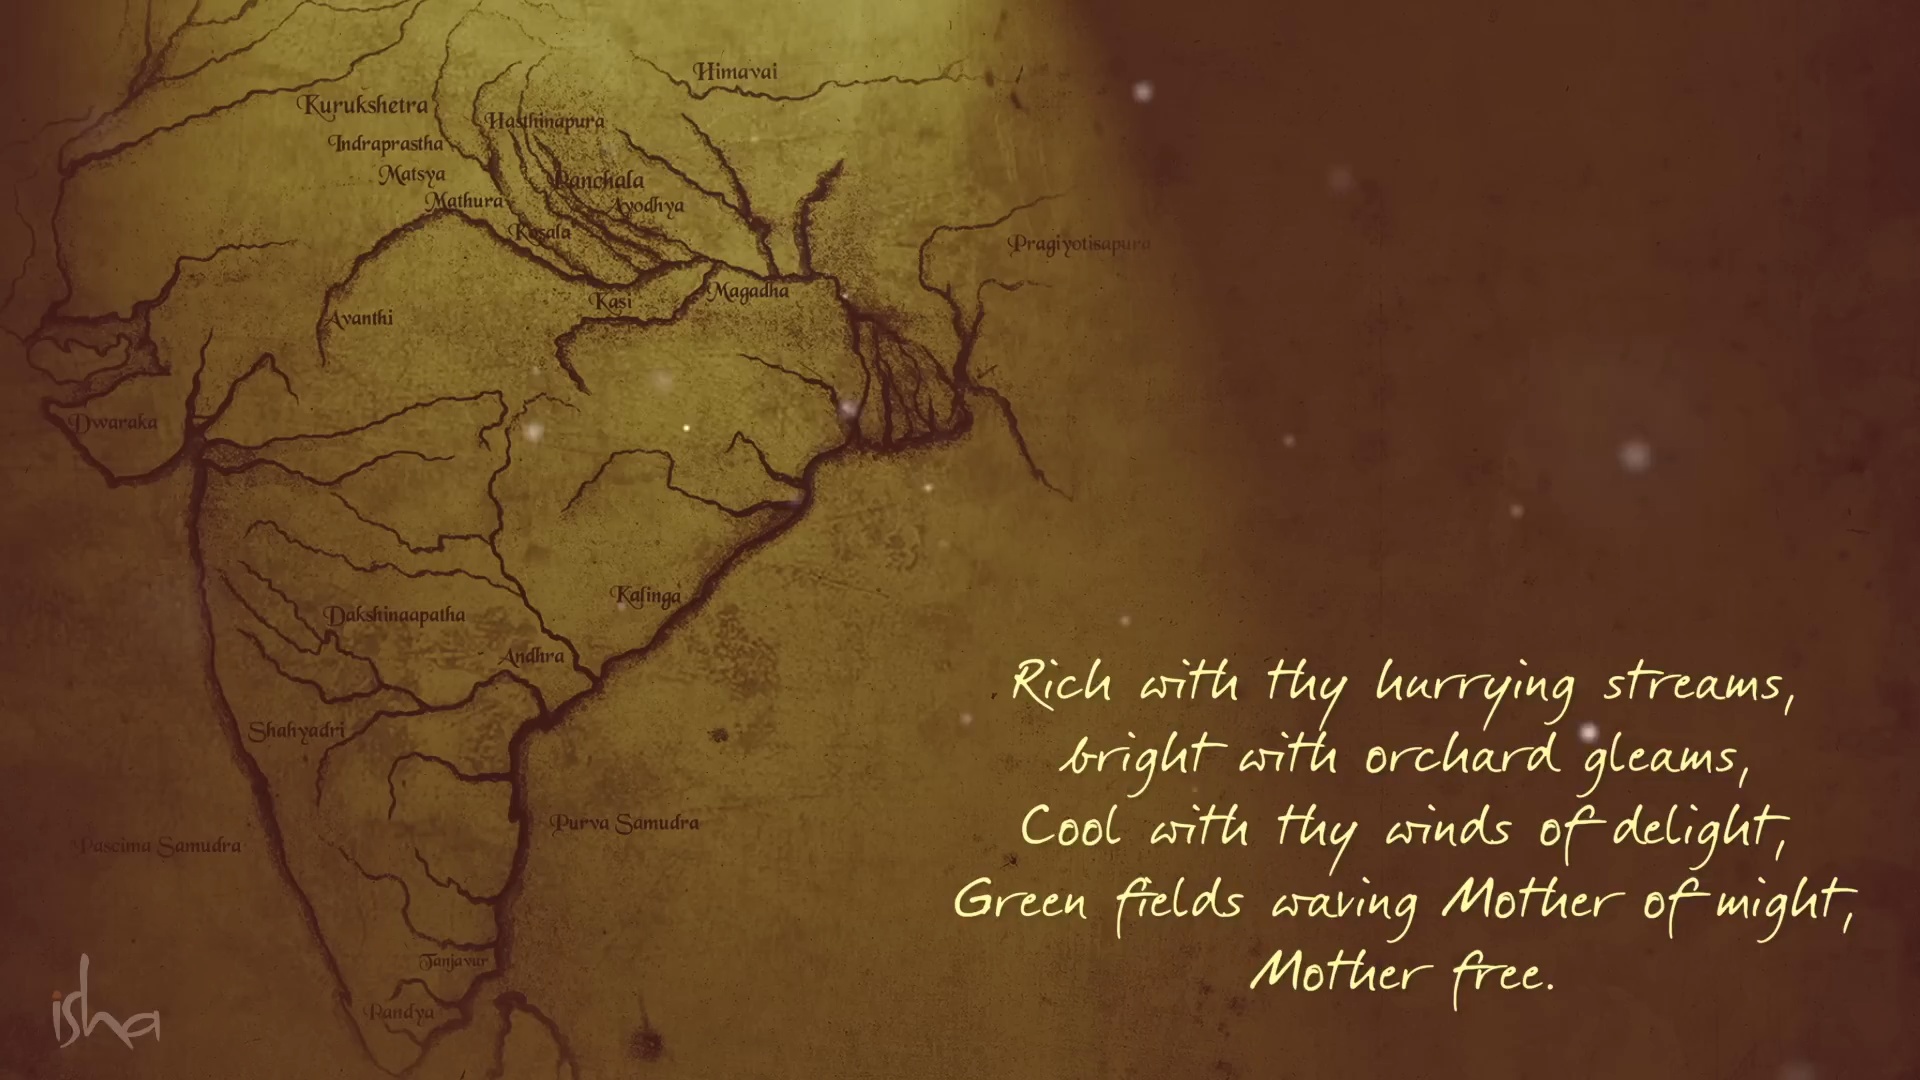 Himavai
Kurukshetra
Hasthinapura
Indraprastha
Matsya
Panchala
Mathura
Ayodhya
Kosala
Pragiyotisapura
Kasi
Magadha
Avanthi
Dwaraka
Kalinga
Dakshinaapatha
Andhra
Shahyadri
Purva Samudra
Pascima Samudra
Tanjavur
Pandya
isha
Rich with thy hurrying streams,
bright with orchard gleams,
Cool with thy winds of delight,
Green fields waving Mother of might,
Mother free.